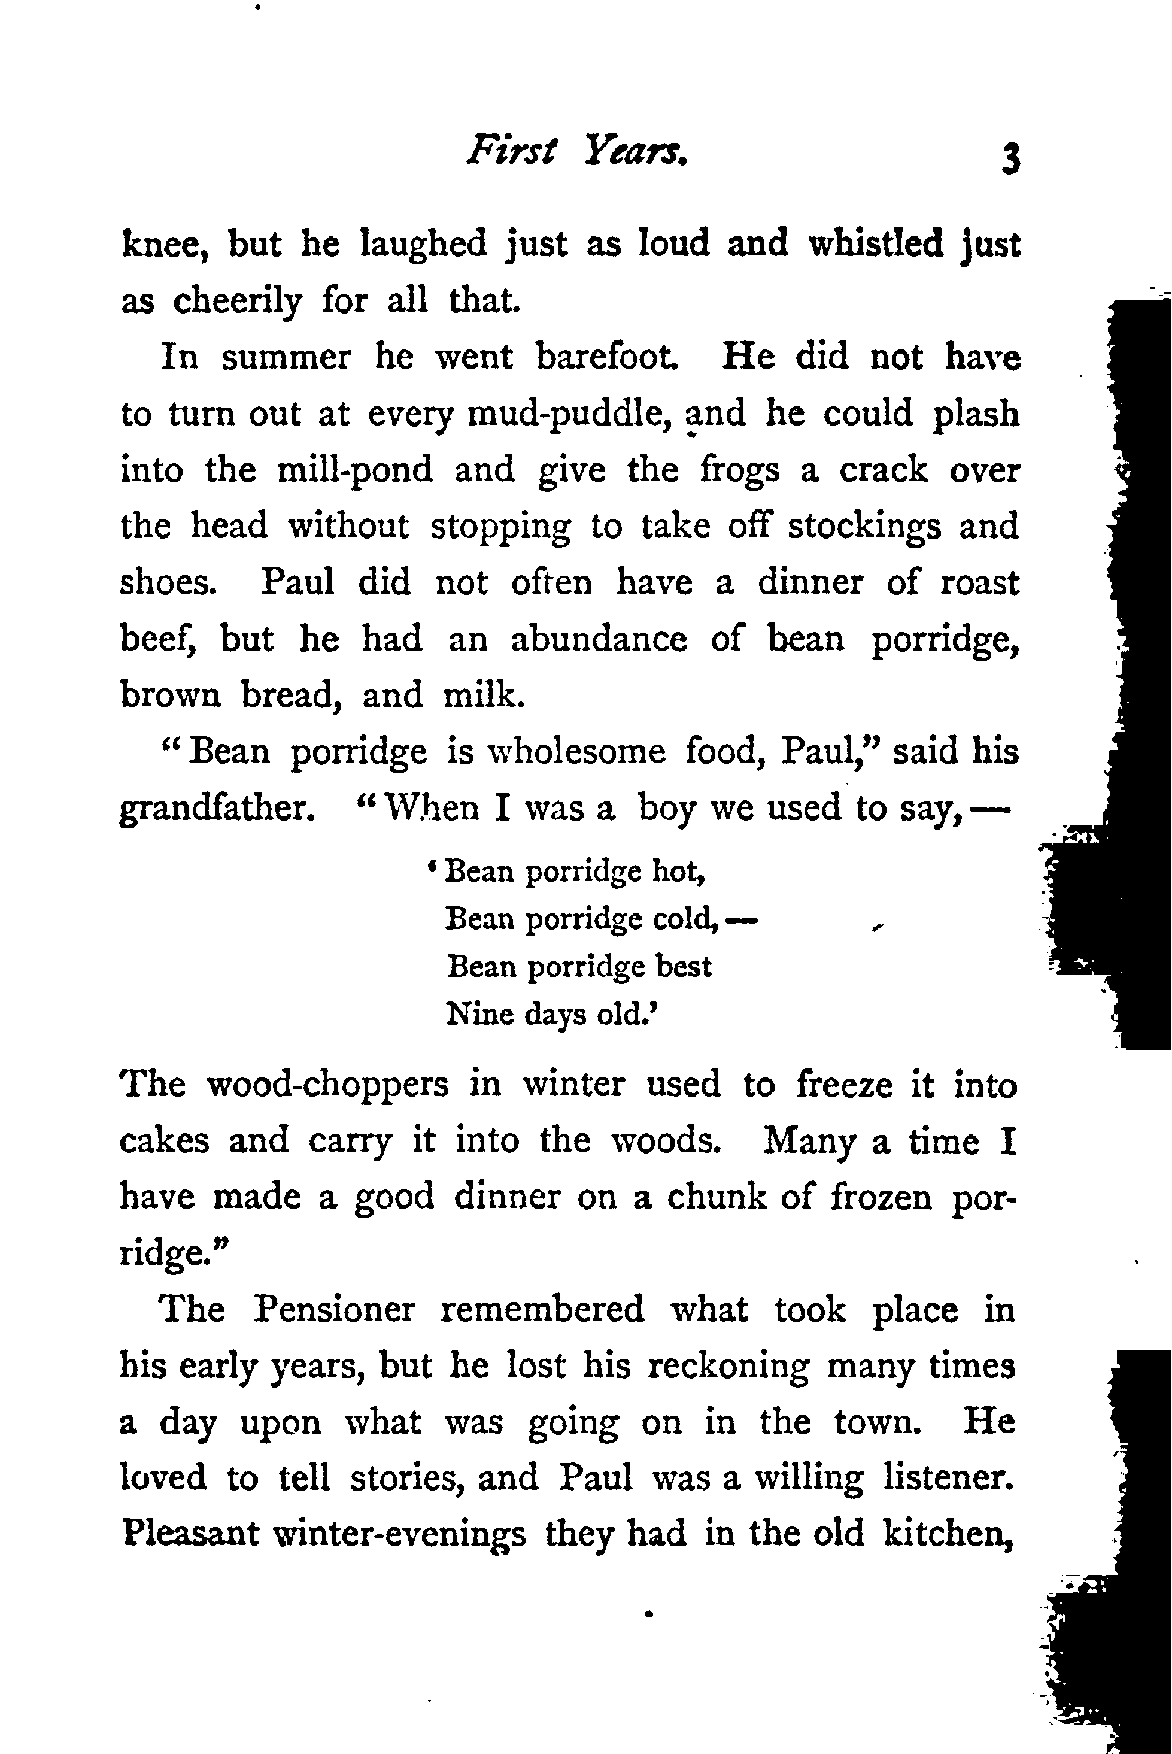 First Years. 3
knee, but he laughed just as loud and whistled just
as cheerily for all that.
In summer he went barefoot. He did not have
to turn out at every mud-puddle, and he could plash
into the mill-pond and give the frogs a crack over
the head without stopping to take off stockings and
shoes. Paul did not often have a dinner of roast
beef, but he had an abundance of bean porridge,
brown bread, and milk.
“Bean porridge is wholesome food, Paul,” said his
grandfather. “When I was a boy we used to say,—
‘Bean porridge hot,
Bean porridge cold,—
Bean porridge best
Nine days old.’
The wood-choppers in winter used to freeze it into
cakes and carry it into the woods. Many a time I
have made a good dinner on a chunk of frozen por-
ridge.”
The Pensioner remembered what took place in
his early years, but he lost his reckoning many times
a day upon what was going on in the town. He
loved to tell stories, and Paul was a willing listener.
Pleasant winter-evenings they had in the old kitchen,